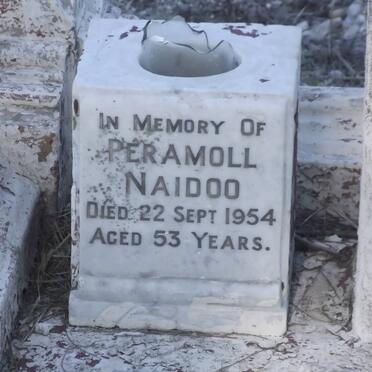 In Memory Of
Peramoll
Naidoo
Died 22 Sept 1954
Aged 53 Years.